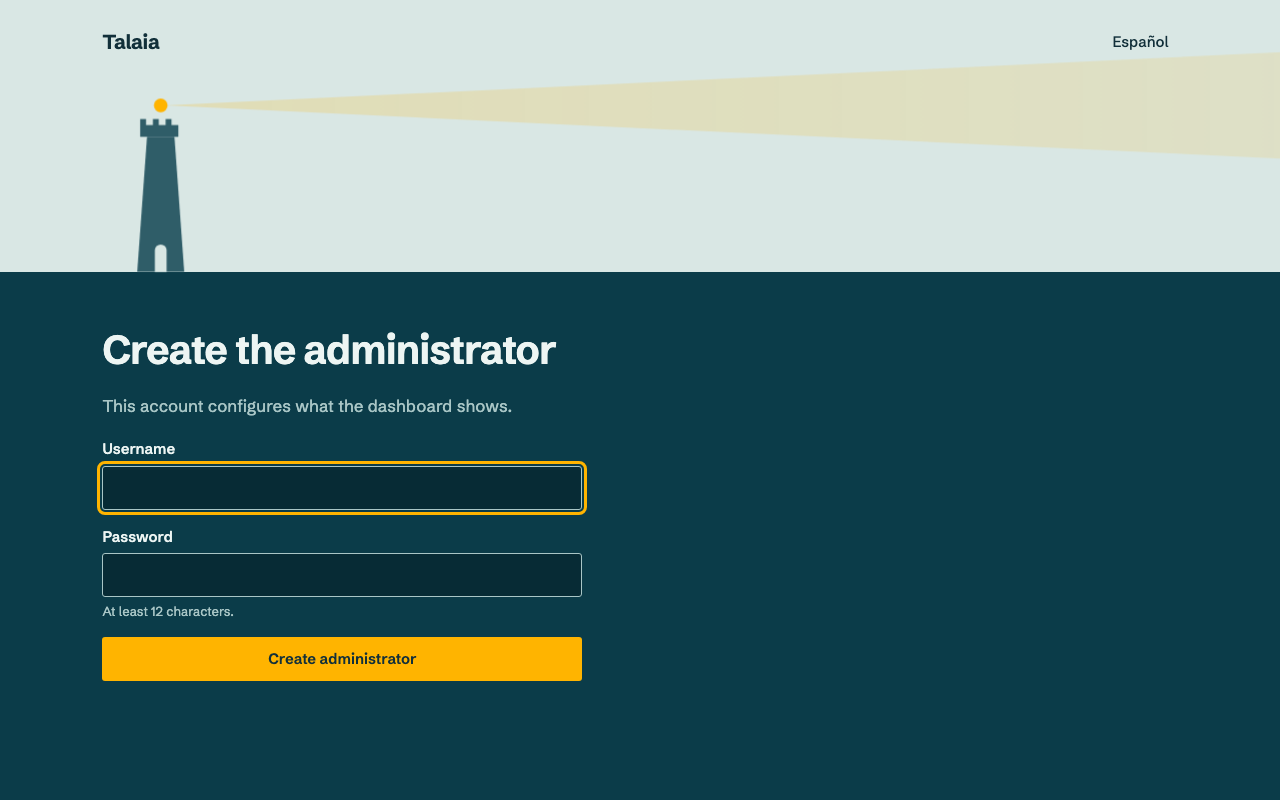 Talaia
Español
Create the administrator
This account configures what the dashboard shows.
Username
Password
At least 12 characters.
Create administrator